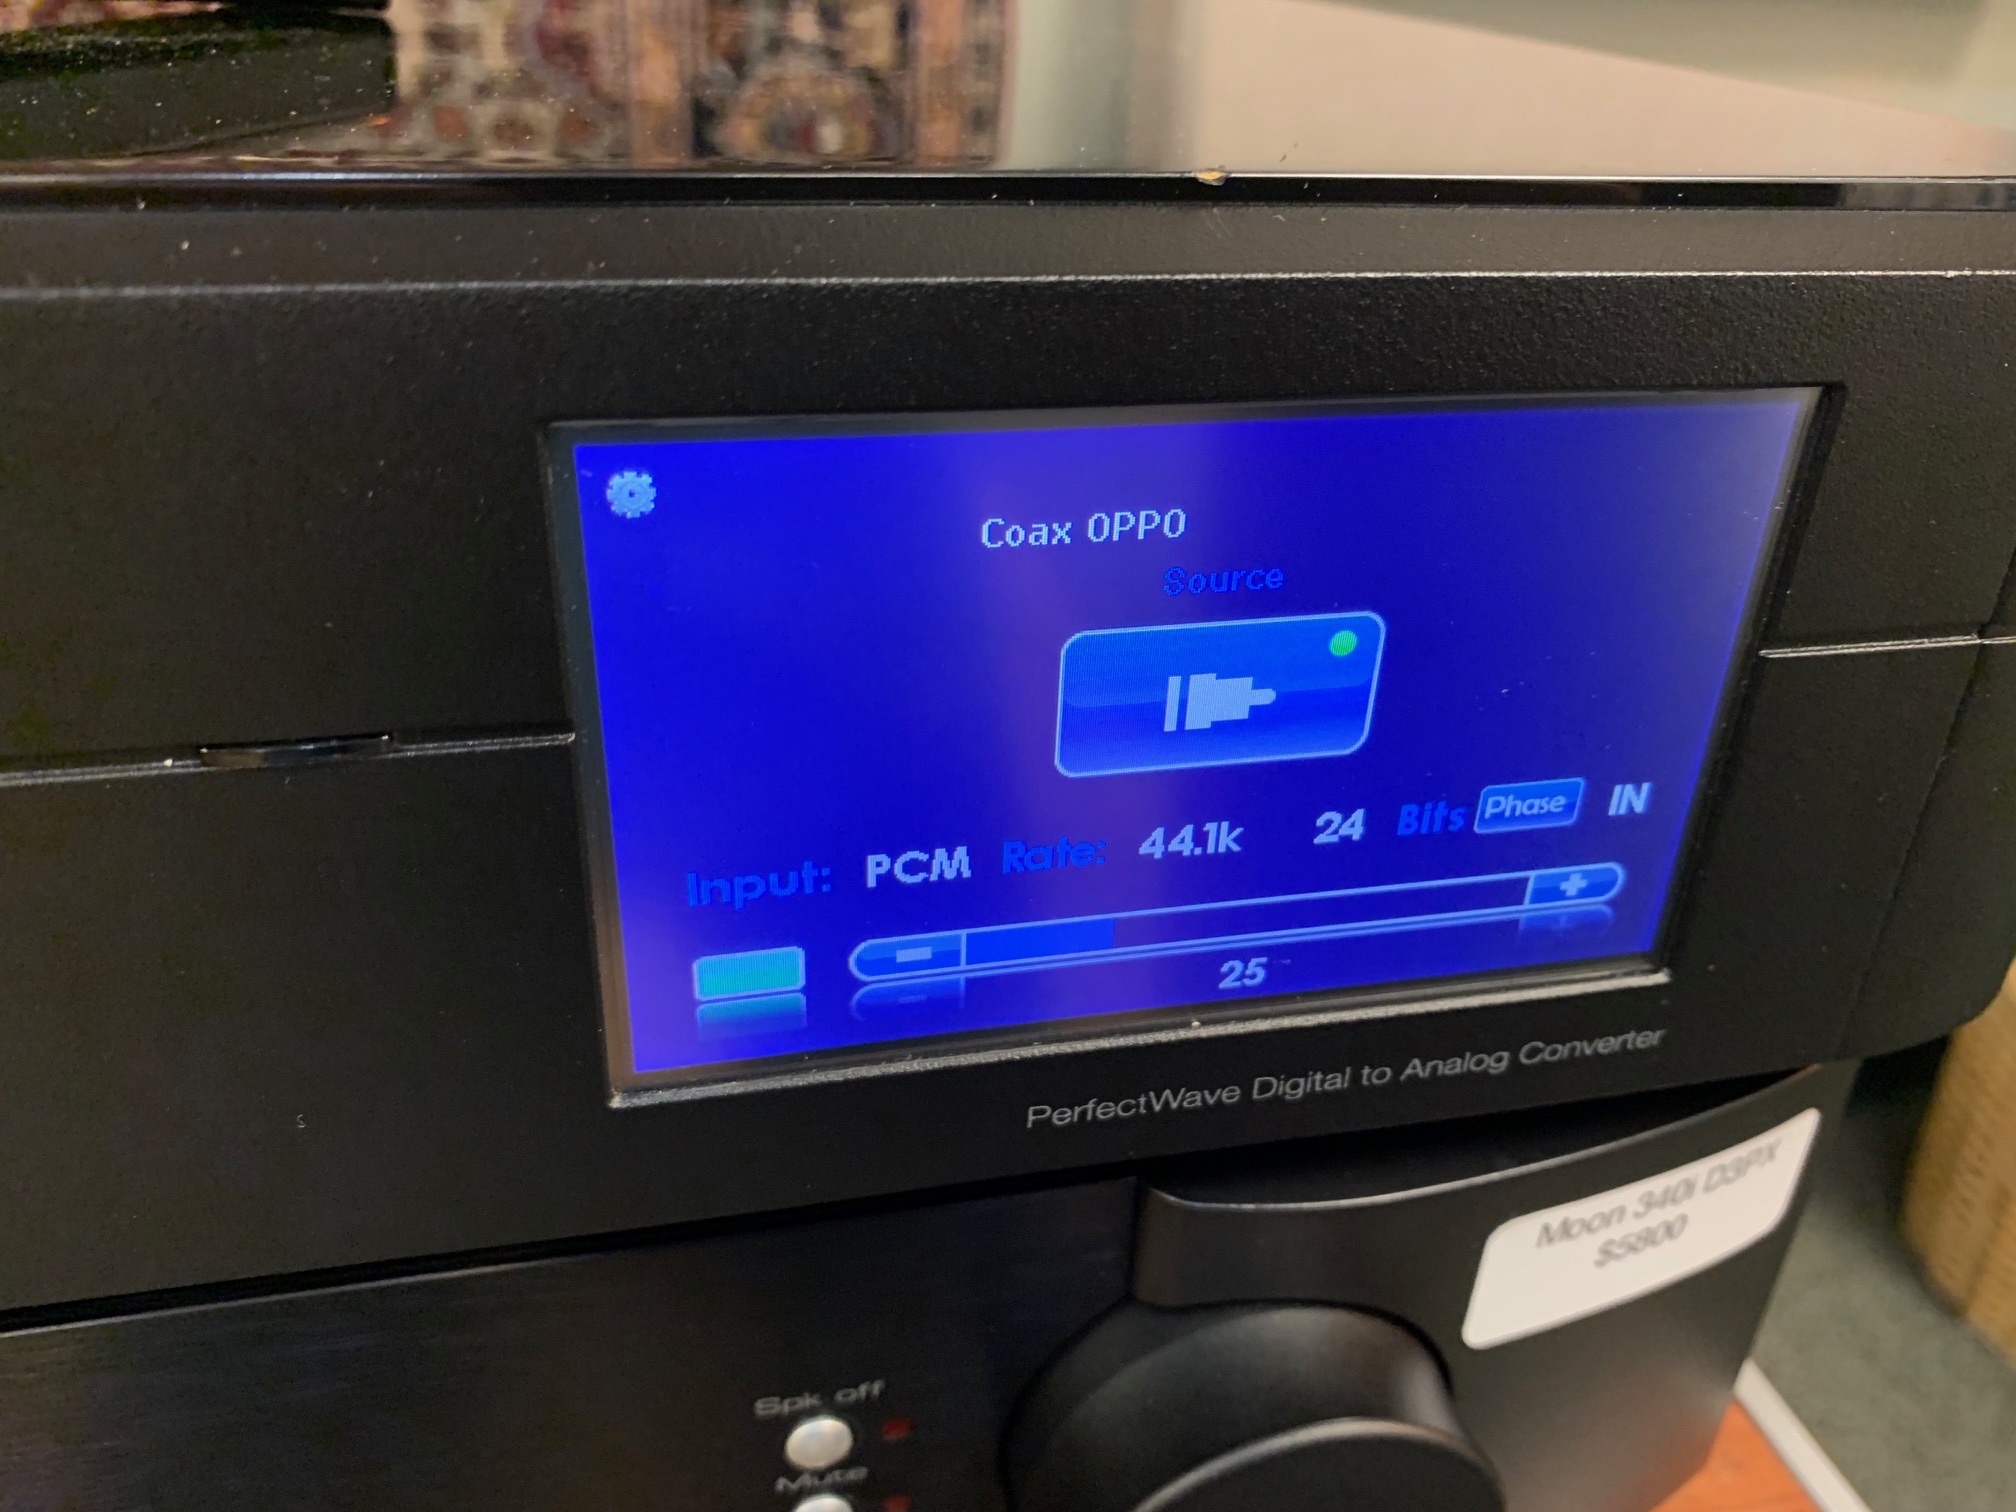 Coax OPPO
Source
Input: PCM Rate: 44.1k 24 Bits Phase IN
- +
25
PerfectWave Digital to Analog Converter
Moon 340i D3PX
$5800
Spk off
Mute